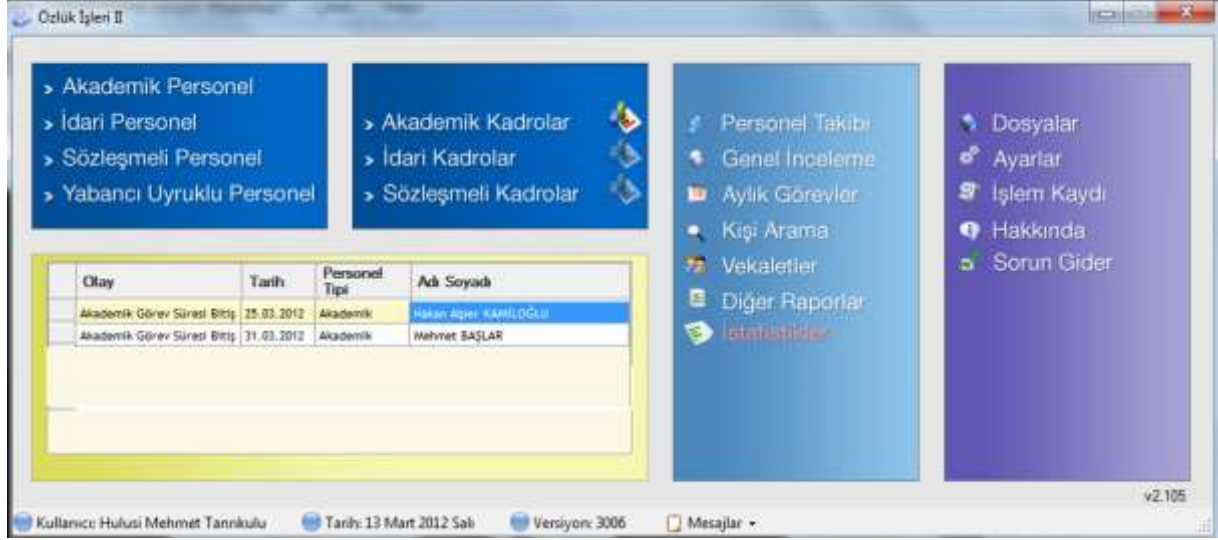 Özlük İşleri II
Akademik Personel
İdari Personel
Sözleşmeli Personel
Yabancı Uyruklu Personel
Akademik Kadrolar
İdari Kadrolar
Sözleşmeli Kadrolar
Personel Takibi
Genel İnceleme
Aylık Görevler
Kişi Arama
Vekaletler
Diğer Raporlar
İstatistikler
Dosyalar
Ayarlar
İşlem Kaydı
Hakkında
Sorun Gider
Olay Tarih Personel Tipi Adı Soyadı
Akademik Görev Süresi Bitiş 25.03.2012 Akademik Hakan Alper KAMİLOĞLU
Akademik Görev Süresi Bitiş 31.03.2012 Akademik Mehmet BAŞLAR
v2.105
Kullanıcı: Hulusi Mehmet Tanrıkulu Tarih: 13 Mart 2012 Salı Versiyon: 3006 Mesajlar